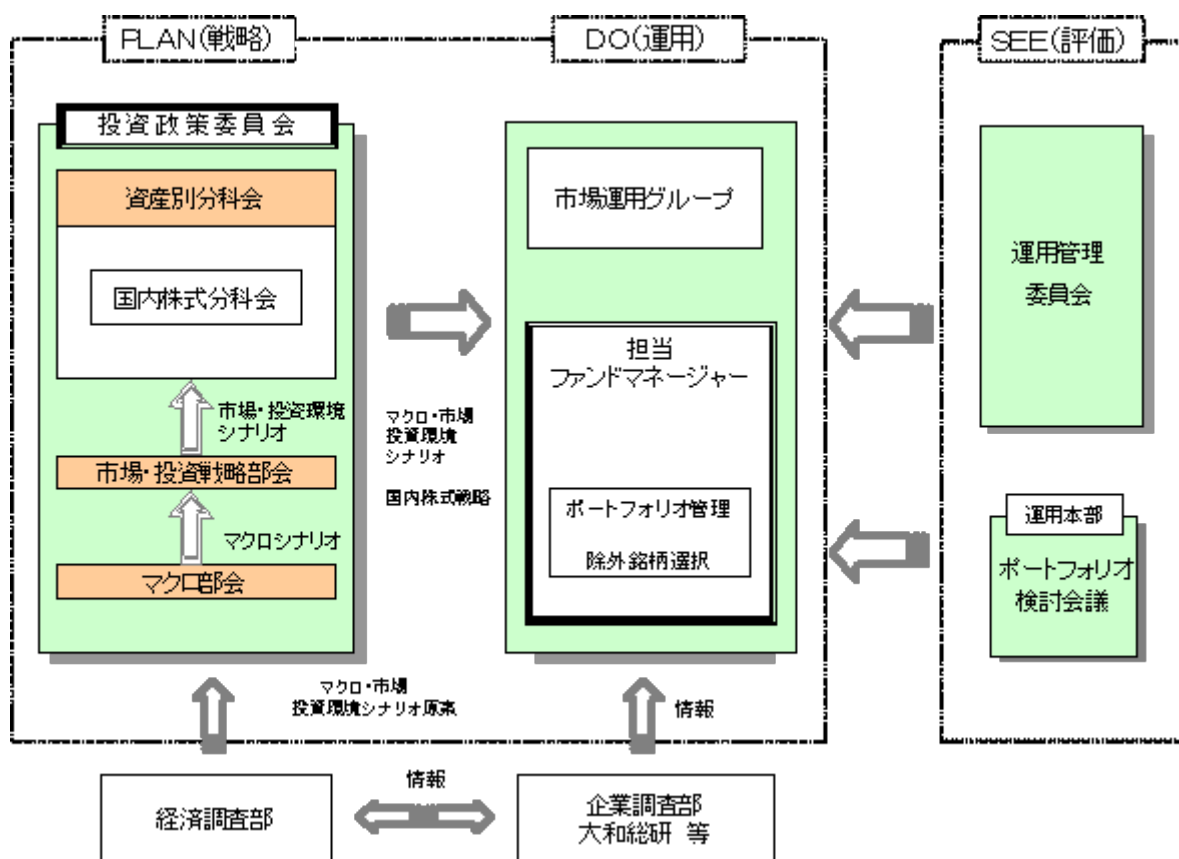 PLAN(戦略)
DO(運用)
SEE(評価)
投資政策委員会
資産別分科会
国内株式分科会
市場・投資環境
シナリオ
市場・投資戦略部会
マクロシナリオ
マクロ部会
マクロ・市場
投資環境
シナリオ
国内株式戦略
市場運用グループ
担当
ファンドマネージャー
ポートフォリオ管理
除外銘柄選択
運用管理
委員会
運用本部
ポートフォリオ
検討会議
マクロ・市場
投資環境シナリオ原案
情報
経済調査部
情報
企業調査部
大和総研 等